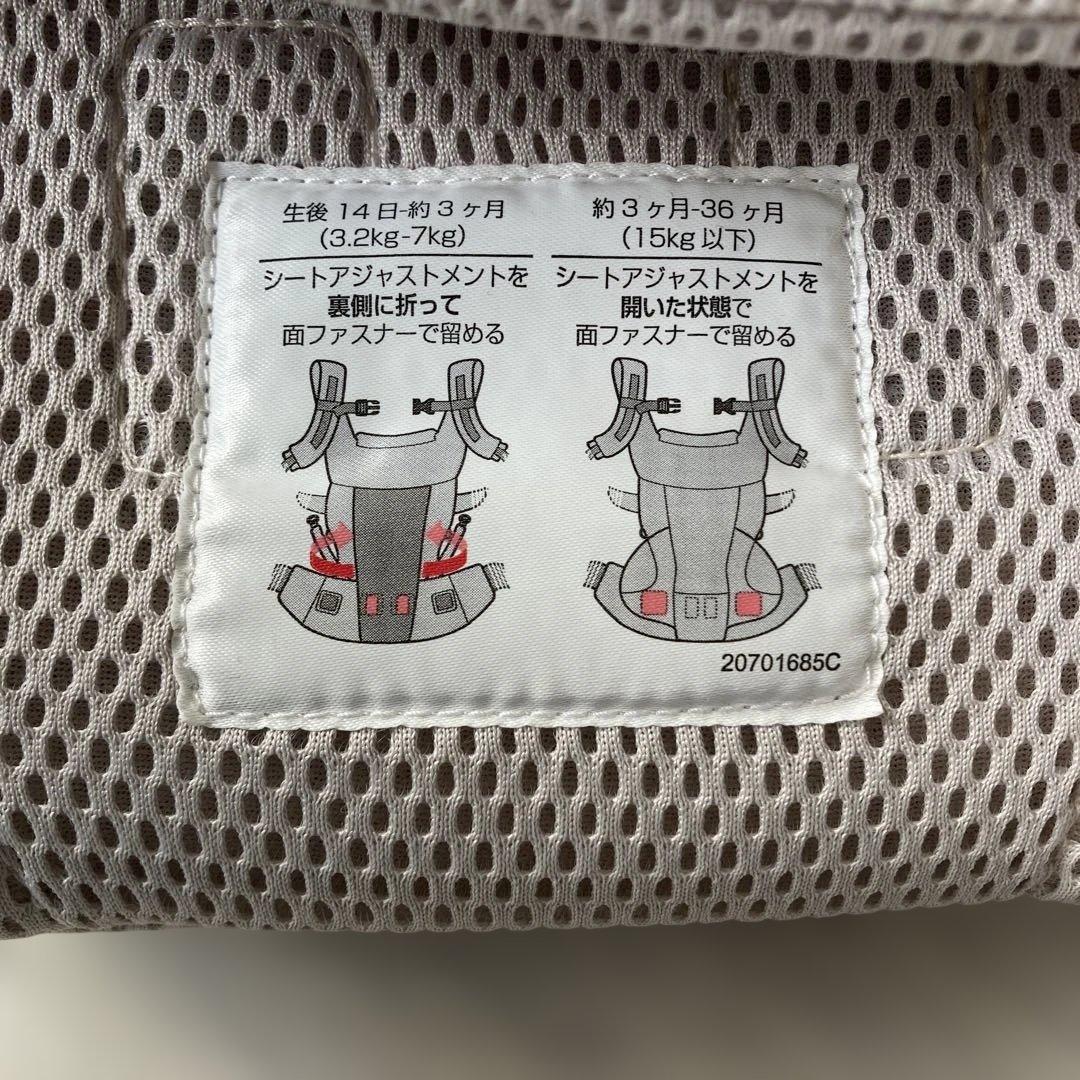 生後 14 日-約 3 ヶ月
(3.2kg-7kg)
シートアジャストメントを
裏側に折って
面ファスナーで留める
約 3 ヶ月-36 ヶ月
(15kg 以下)
シートアジャストメントを
開いた状態で
面ファスナーで留める
20701685C